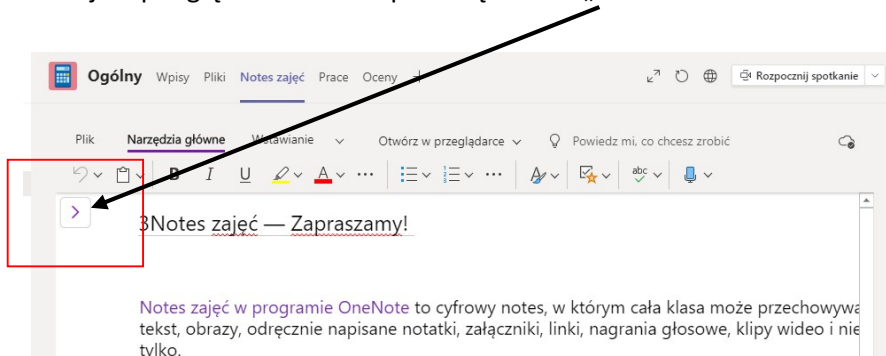 Ogólny Wpisy Pliki Notes zajęć Prace Oceny + Rozpocznij spotkanie
Plik Narzędzia główne Wstawianie Otwórz w przeglądarce Powiedz mi, co chcesz zrobić
B I U A abc
3Notes zajęć — Zapraszamy!
Notes zajęć w programie OneNote to cyfrowy notes, w którym cała klasa może przechowywa
tekst, obrazy, odręcznie napisane notatki, załączniki, linki, nagrania głosowe, klipy wideo i nie
tylko.